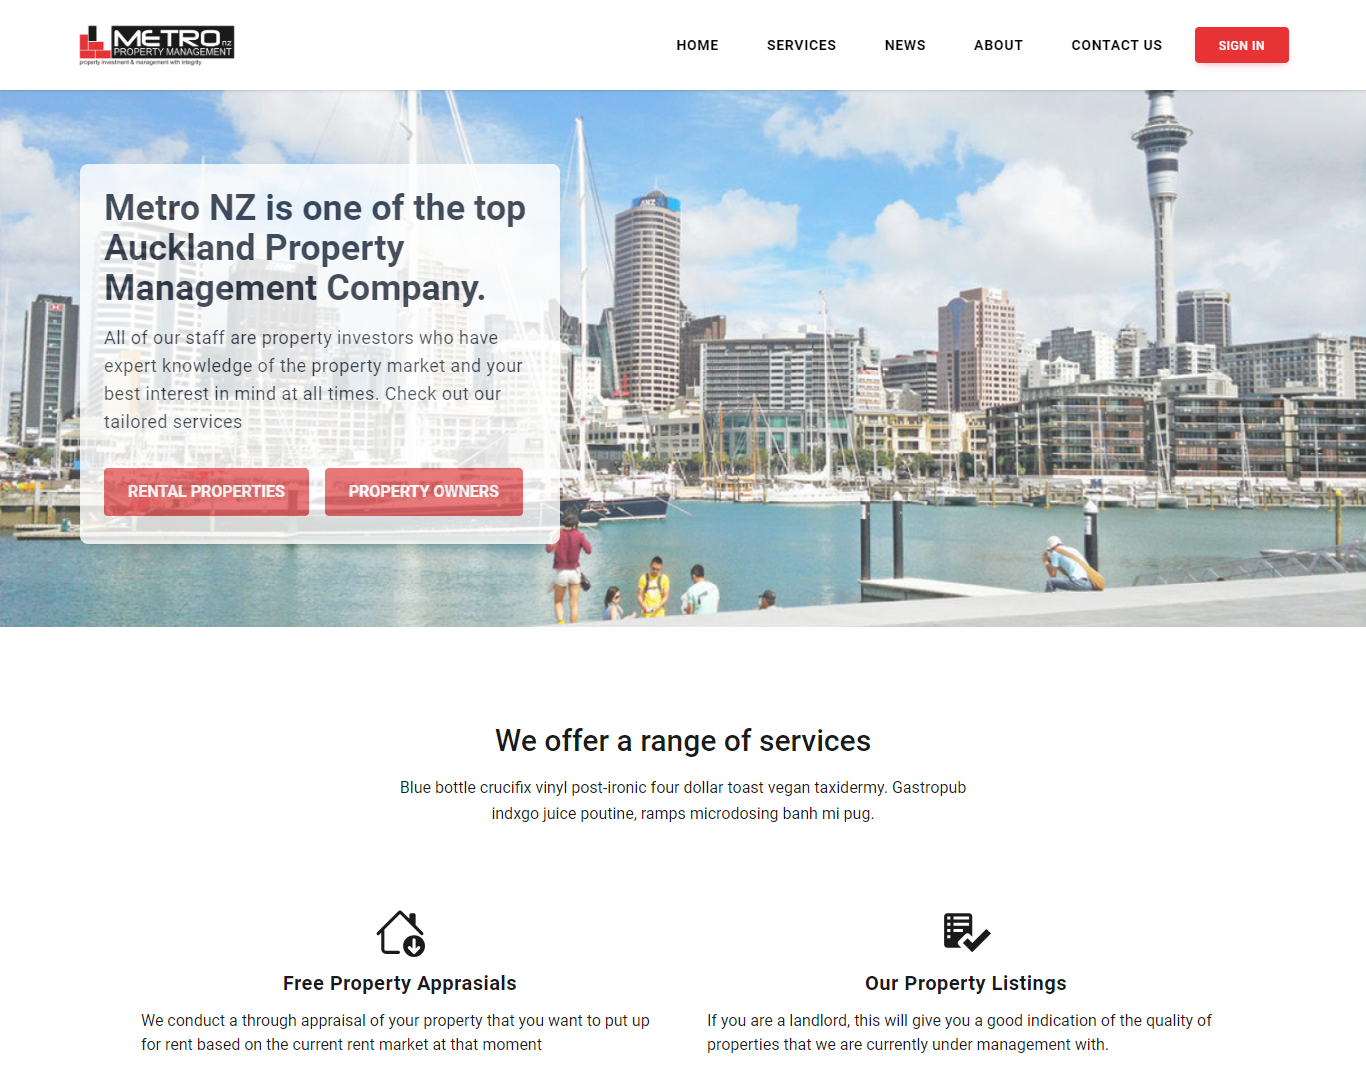 METRO.NZ
PROPERTY MANAGEMENT
property investment & management with integrity
HOME
SERVICES
NEWS
ABOUT
CONTACT US
SIGN IN
ANZ
Metro NZ is one of the top
Auckland Property
Management Company.
All of our staff are property investors who have
expert knowledge of the property market and your
best interest in mind at all times. Check out our
tailored services
RENTAL PROPERTIES
PROPERTY OWNERS
We offer a range of services
Blue bottle crucifix vinyl post-ironic four dollar toast vegan taxidermy. Gastropub
indxgo juice poutine, ramps microdosing banh mi pug.
Free Property Apprasials
We conduct a through appraisal of your property that you want to put up
for rent based on the current rent market at that moment
Our Property Listings
If you are a landlord, this will give you a good indication of the quality of
properties that we are currently under management with.